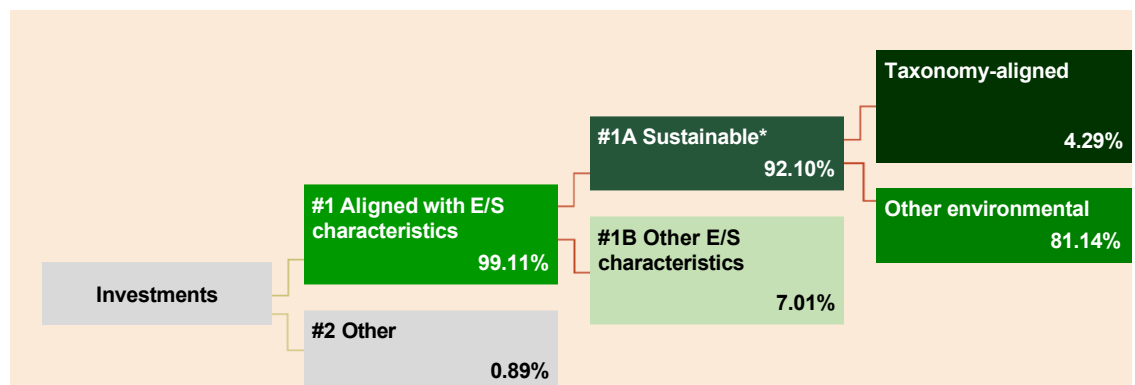 Investments
#1 Aligned with E/S
characteristics
99.11%
#2 Other
0.89%
#1A Sustainable*
92.10%
#1B Other E/S
characteristics
7.01%
Taxonomy-aligned
4.29%
Other environmental
81.14%